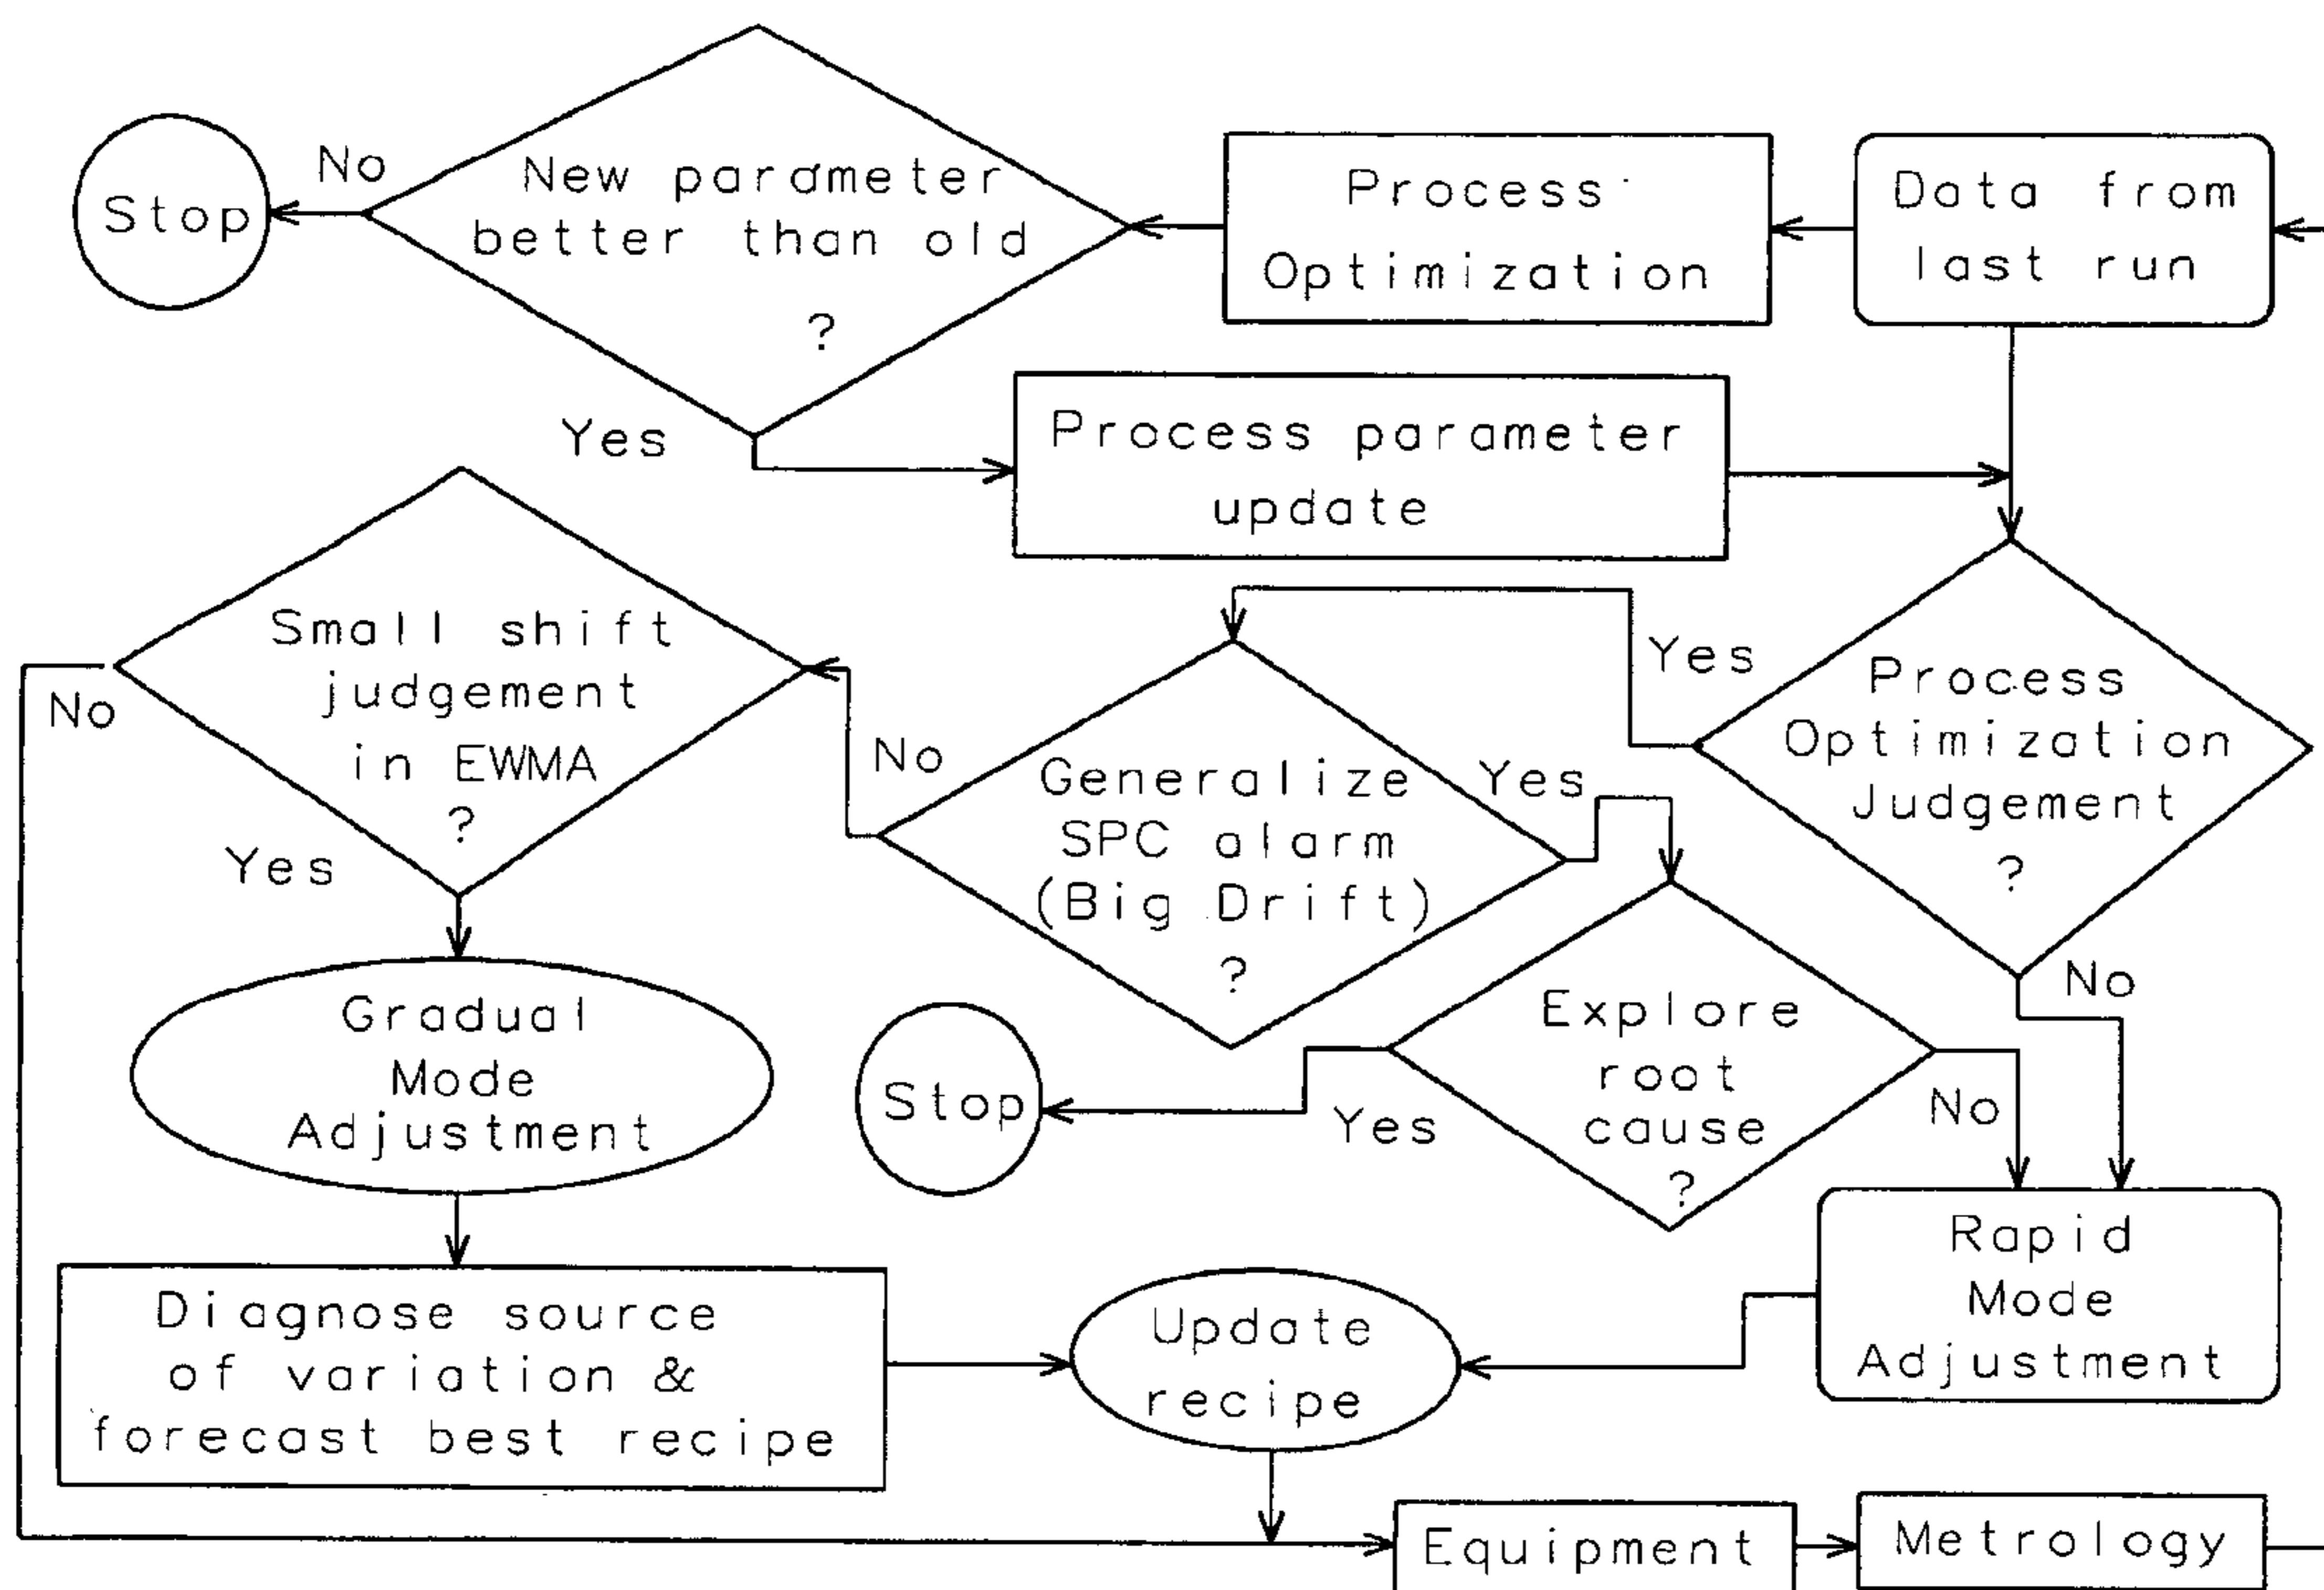 No
Stop
New parameter
better than old
?
Process
Optimization
Data from
last run
Yes
Process parameter
update
Small shift
judgement
in EWMA
?
No
Yes
No
Generalize
SPC alarm
(Big Drift)
?
Yes
Yes
Process
Optimization
Judgement
?
No
Gradual
Mode
Adjustment
Stop
Yes
Explore
root
cause
?
No
Rapid
Mode
Adjustment
Diagnose source
of variation &
forecast best recipe
Update
recipe
Equipment
Metrology